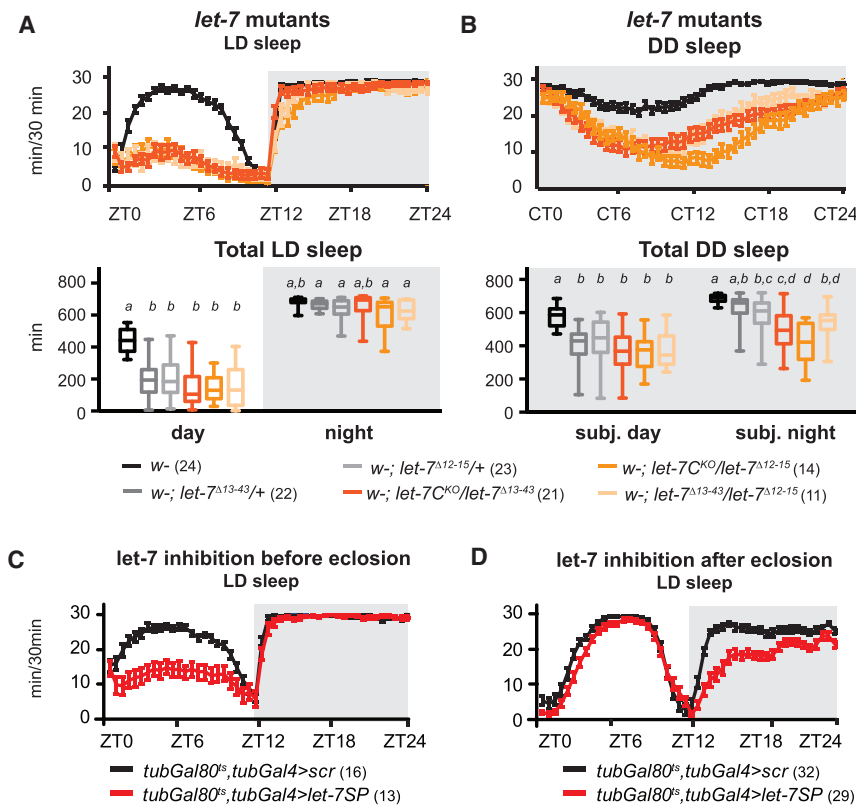 A
let-7 mutants
LD sleep
min/30 min
30
20
10
0
ZT0 ZT6 ZT12 ZT18 ZT24
Total LD sleep
min
800
600
400
200
0
a b b b b b
a,b a a a,b a a
day night
B
let-7 mutants
DD sleep
30
20
10
0
CT0 CT6 CT12 CT18 CT24
Total DD sleep
800
600
400
200
0
a b b b b b
a a,b b,c c,d d b,d
subj. day subj. night
w- (24)
w-; let-7Δ12-15/+ (23)
w-; let-7CKO/let-7Δ12-15 (14)
w-; let-7Δ13-43/+ (22)
w-; let-7CKO/let-7Δ13-43 (21)
w-; let-7Δ13-43/let-7Δ12-15 (11)
C
let-7 inhibition before eclosion
LD sleep
min/30min
30
20
10
0
ZT0 ZT6 ZT12 ZT18 ZT24
tubGal80ts,tubGal4>scr (16)
tubGal80ts,tubGal4>let-7SP (13)
D
let-7 inhibition after eclosion
LD sleep
30
20
10
0
ZT0 ZT6 ZT12 ZT18 ZT24
tubGal80ts,tubGal4>scr (32)
tubGal80ts,tubGal4>let-7SP (29)